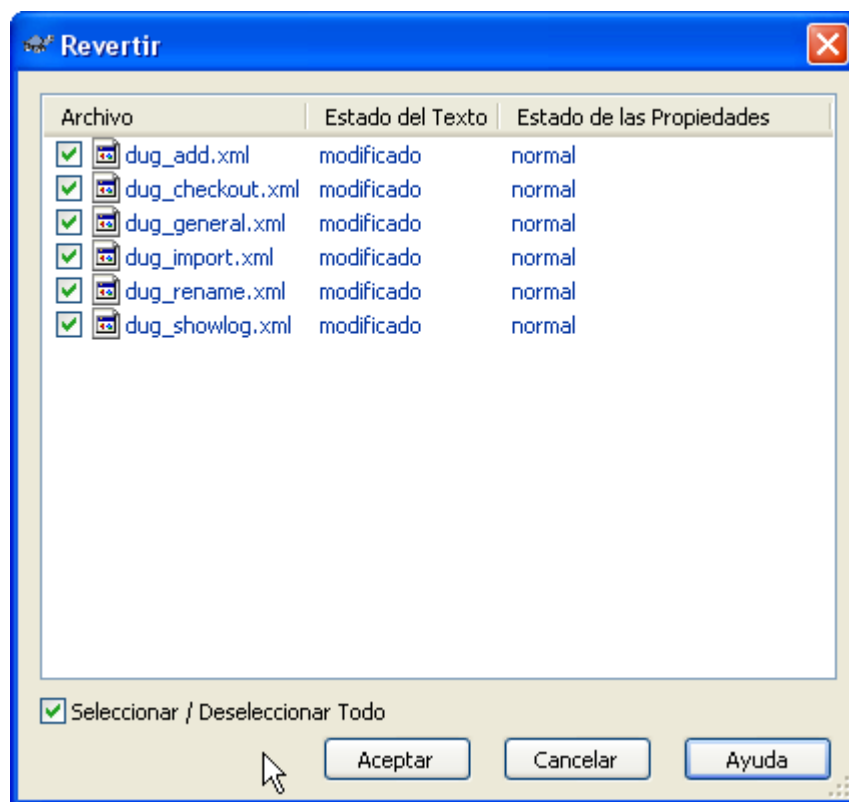 Revertir
Archivo Estado del Texto Estado de las Propiedades
dug_add.xml modificado normal
dug_checkout.xml modificado normal
dug_general.xml modificado normal
dug_import.xml modificado normal
dug_rename.xml modificado normal
dug_showlog.xml modificado normal
Seleccionar / Deseleccionar Todo
Aceptar Cancelar Ayuda